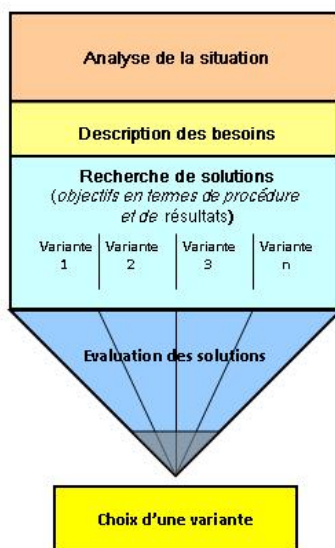 Analyse de la situation
Description des besoins
Recherche de solutions
(objectifs en termes de procédure
et de résultats)
Variante Variante Variante Variante
1 2 3 n
Evaluation des solutions
Choix d'une variante